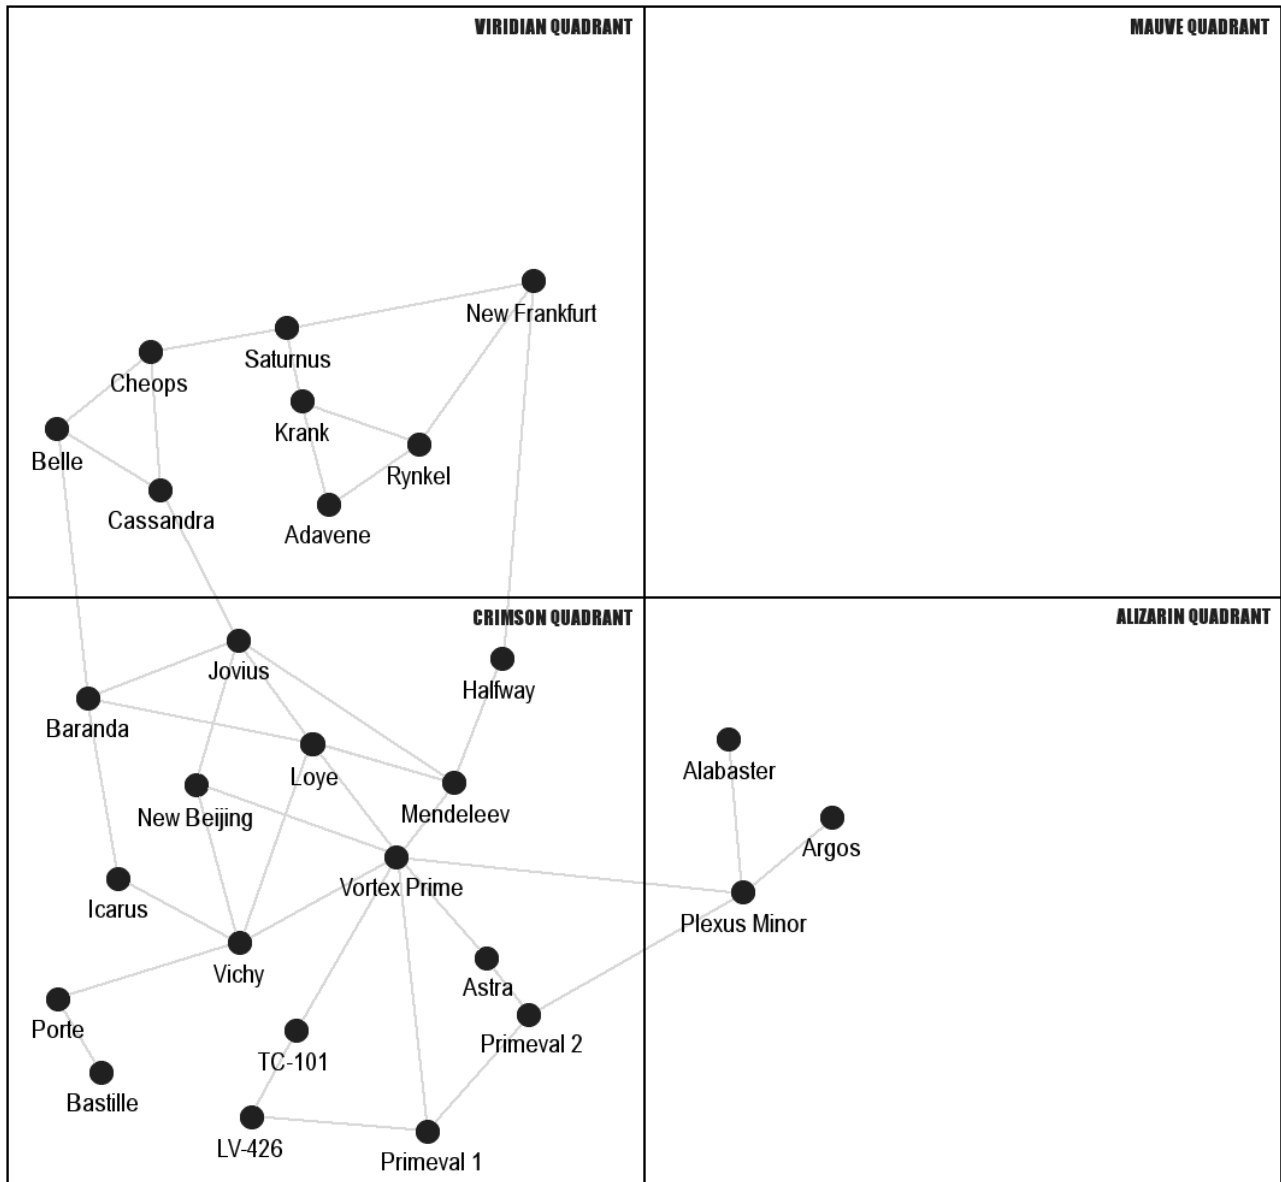 VIRIDIAN QUADRANT
MAUVE QUADRANT
New Frankfurt
Saturnus
Cheops
Krank
Belle
Rynkel
Cassandra
Adavene
CRIMSON QUADRANT
ALIZARIN QUADRANT
Jovius
Halfway
Baranda
Alabaster
Loye
Mendeleev
New Beijing
Argos
Vortex Prime
Icarus
Plexus Minor
Vichy
Astra
Porte
Primeval 2
TC-101
Bastille
LV-426
Primeval 1